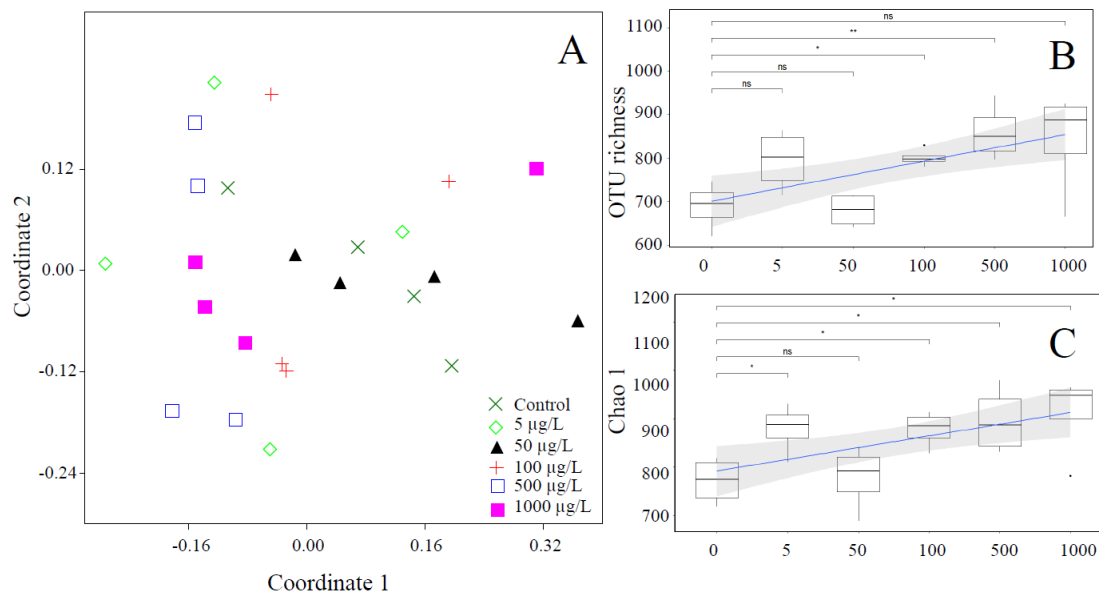 A
Coordinate 2
0.12
0.00
-0.12
-0.24
-0.16
0.00
0.16
0.32
Coordinate 1
Control
5 µg/L
50 µg/L
100 µg/L
500 µg/L
1000 µg/L
B
OTU richness
1100
1000
900
800
700
600
ns
**
*
ns
ns
0
5
50
100
500
1000
C
Chao 1
1200
1100
1000
900
800
700
*
*
*
ns
*
0
5
50
100
500
1000